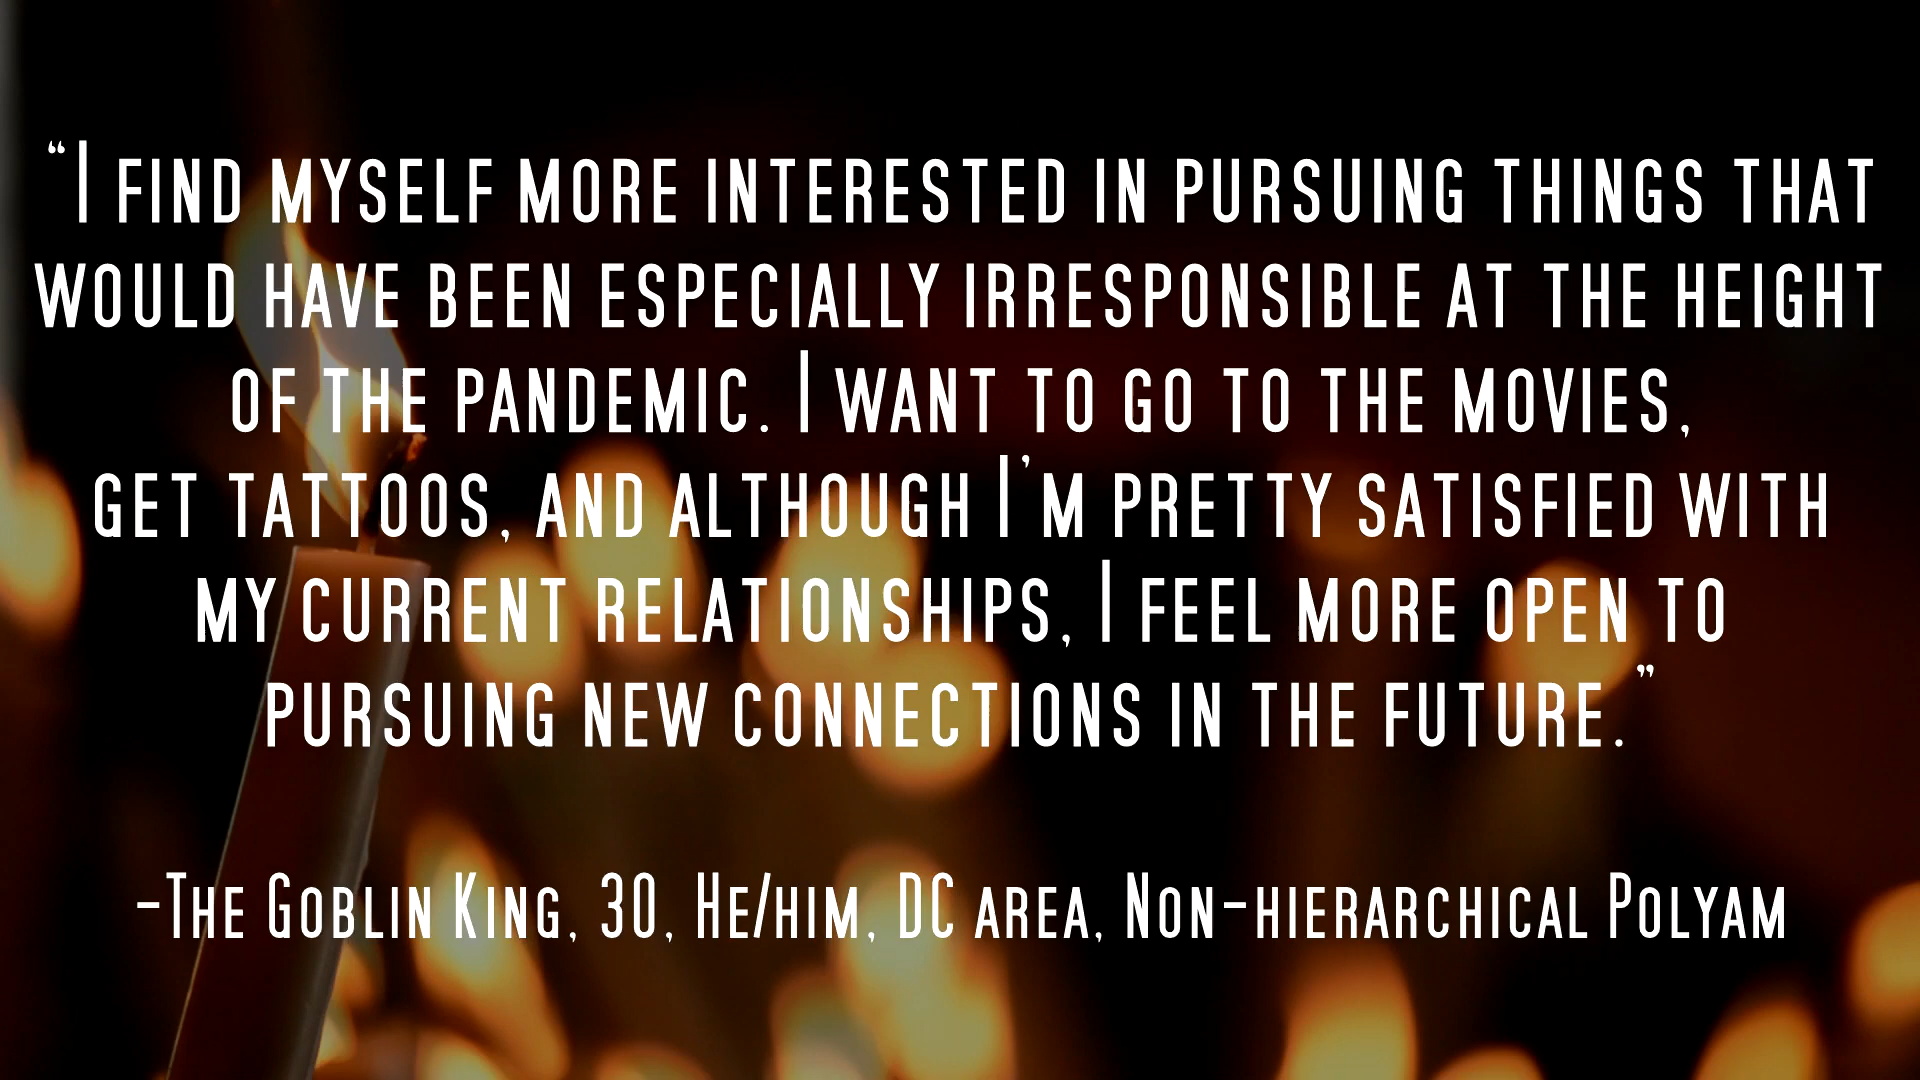 “I find myself more interested in pursuing things that
would have been especially irresponsible at the height
of the pandemic. I want to go to the movies,
get tattoos, and although I’m pretty satisfied with
my current relationships, I feel more open to
pursuing new connections in the future.”
-The Goblin King, 30, He/him, DC area, Non-hierarchical Polyam